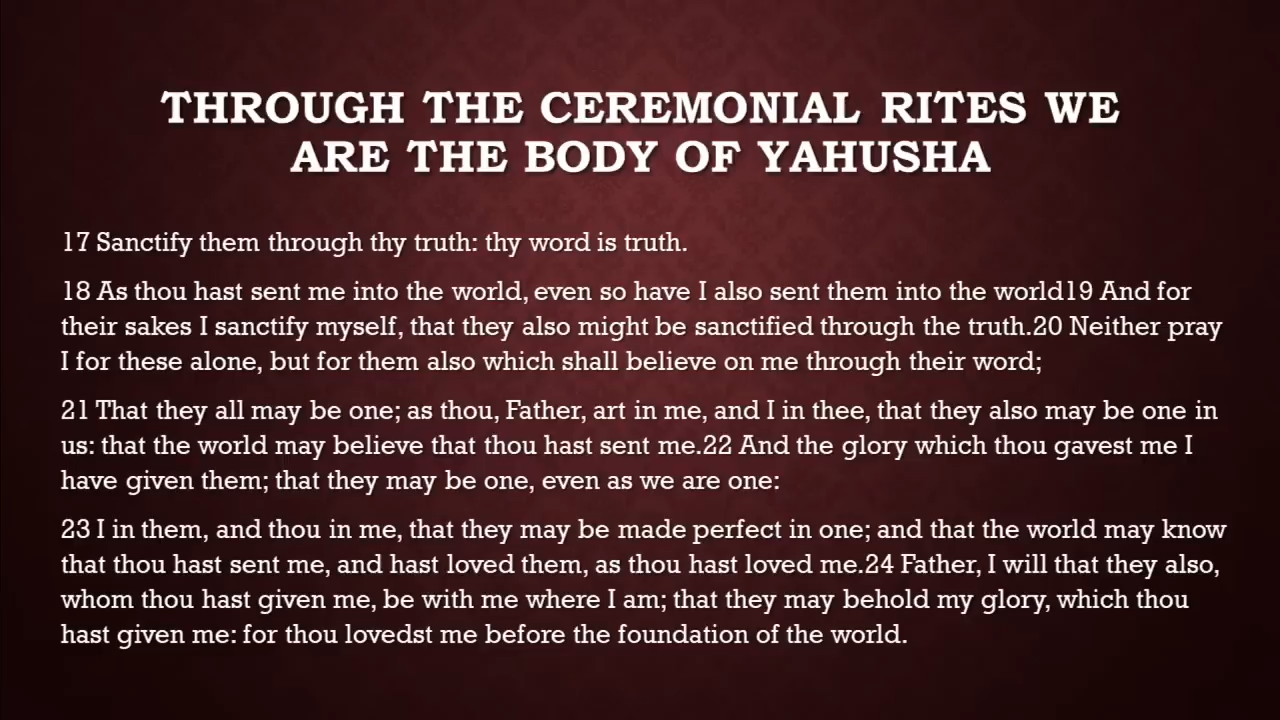 THROUGH THE CEREMONIAL RITES WE
ARE THE BODY OF YAHUSHA
17 Sanctify them through thy truth: thy word is truth.
18 As thou hast sent me into the world, even so have I also sent them into the world19 And for
their sakes I sanctify myself, that they also might be sanctified through the truth.20 Neither pray
I for these alone, but for them also which shall believe on me through their word;
21 That they all may be one; as thou, Father, art in me, and I in thee, that they also may be one in
us: that the world may believe that thou hast sent me.22 And the glory which thou gavest me I
have given them; that they may be one, even as we are one:
23 I in them, and thou in me, that they may be made perfect in one; and that the world may know
that thou hast sent me, and hast loved them, as thou hast loved me.24 Father, I will that they also,
whom thou hast given me, be with me where I am; that they may behold my glory, which thou
hast given me: for thou lovedst me before the foundation of the world.